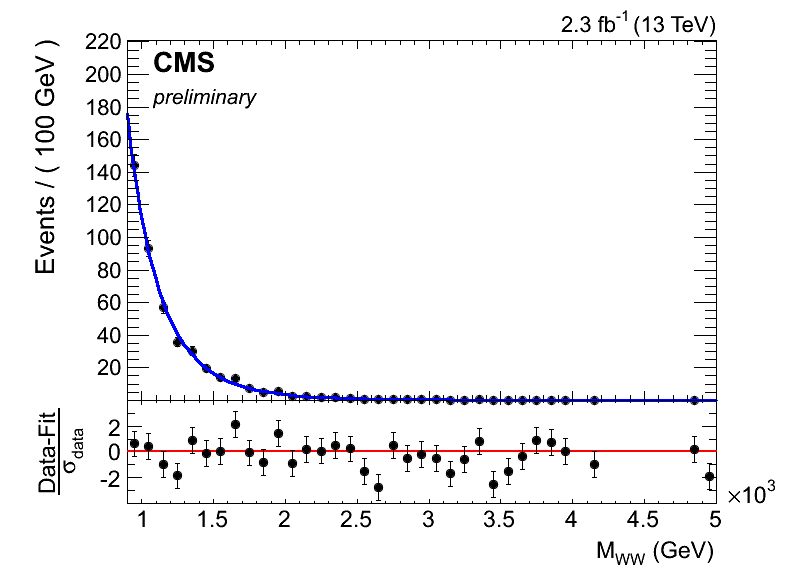 2.3 fb⁻¹ (13 TeV)
CMS
preliminary
Events / ( 100 GeV )
220
200
180
160
140
120
100
80
60
40
20
Data-Fit
σdata
2
0
-2
1 1.5 2 2.5 3 3.5 4 4.5 5
×10³
MWW (GeV)